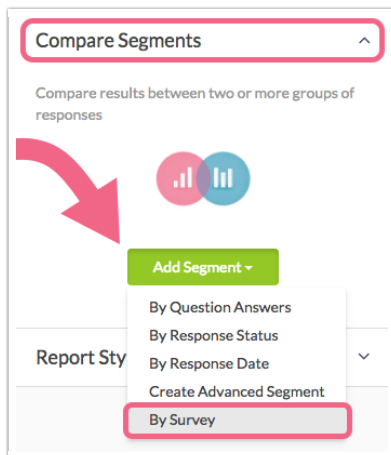 Compare Segments
Compare results between two or more groups of
responses
Add Segment
By Question Answers
By Response Status
Report Sty
By Response Date
Create Advanced Segment
By Survey